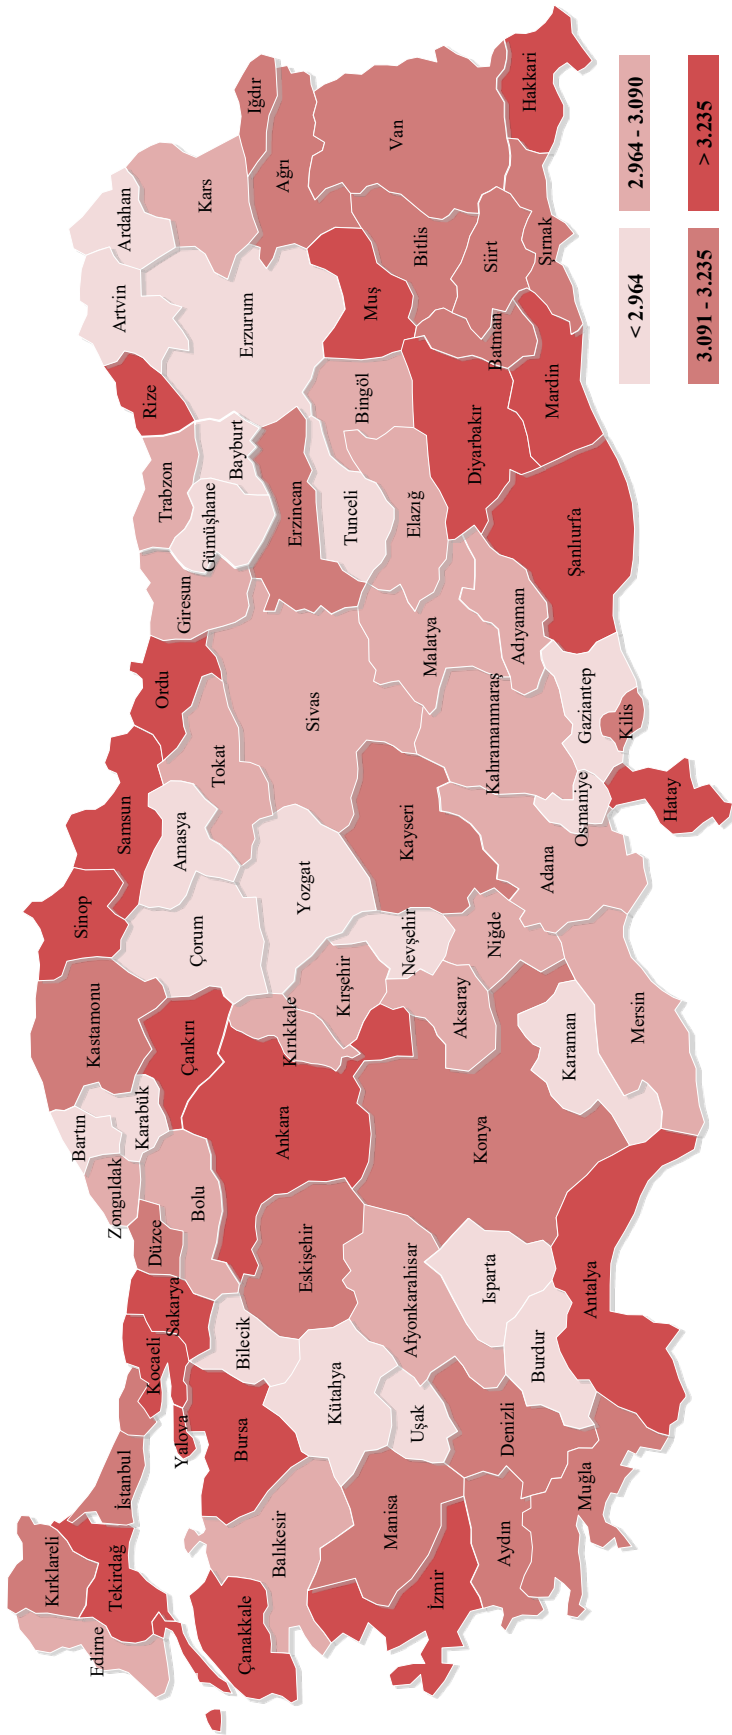 Kırklareli
Edirne
Tekirdağ
İstanbul
Kocaeli
Yalova
Sakarya
Düzce
Zonguldak
Bartın
Karabük
Kastamonu
Sinop
Samsun
Ordu
Giresun
Trabzon
Rize
Artvin
Ardahan
Çanakkale
Balıkesir
Bursa
Bilecik
Bolu
Çankırı
Çorum
Amasya
Tokat
Gümüşhane
Bayburt
Erzurum
Kars
Iğdır
Ağrı
Kütahya
Eskişehir
Ankara
Kırıkkale
Kırşehir
Yozgat
Sivas
Erzincan
Tunceli
Bingöl
Muş
Bitlis
Van
İzmir
Manisa
Uşak
Afyonkarahisar
Konya
Aksaray
Nevşehir
Niğde
Kayseri
Kahramanmaraş
Malatya
Elazığ
Diyarbakır
Batman
Siirt
Şırnak
Hakkari
Aydın
Denizli
Muğla
Burdur
Isparta
Antalya
Karaman
Mersin
Adana
Osmaniye
Hatay
Gaziantep
Kilis
Adıyaman
Şanlıurfa
Mardin
< 2.964
2.964 - 3.090
3.091 - 3.235
> 3.235